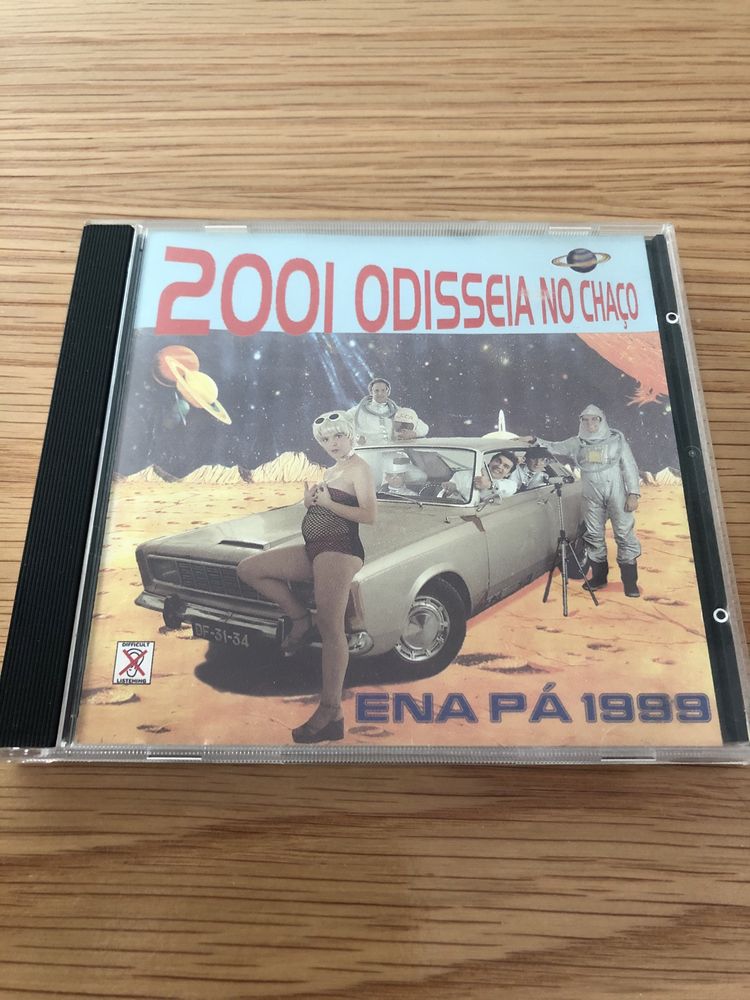 2001 ODISSEIA NO CHAÇO
DF-31-34
DIFFICULT
LISTENING
ENA PÁ 1999